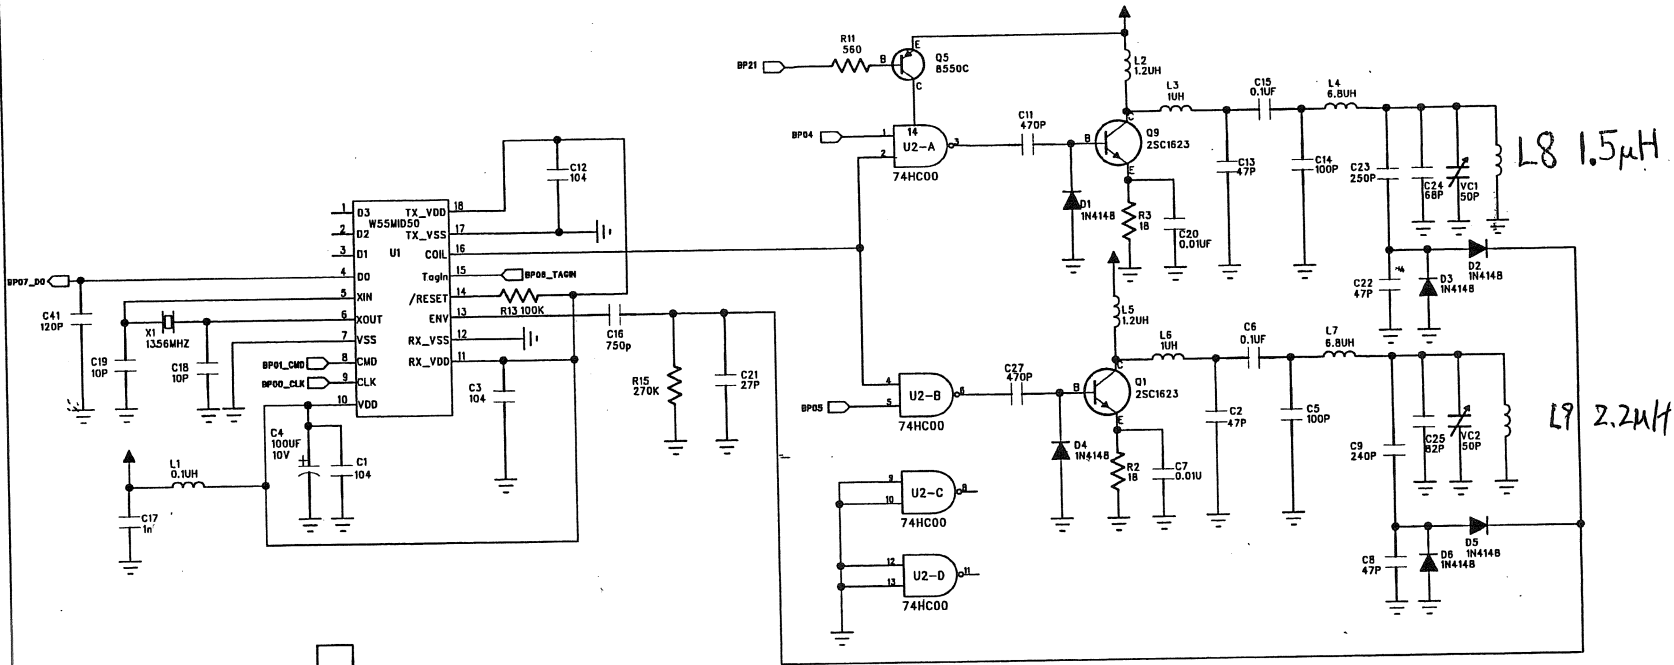 BP21
R11
560
B
E
C
Q5
8550C
L2
1.2UH
L3
1UH
C15
0.1UF
L4
6.8UH
BP04
1
2
14
3
U2-A
74HC00
C11
470P
B
C
E
Q9
2SC1623
C13
47P
C14
100P
C23
250P
C24
68P
VC1
50P
L8 1.5μH
D1
1N4148
R3
18
C20
0.01UF
C12
104
1 D3
2 D2
3 D1
4 D0
5 XIN
6 XOUT
7 VSS
8 CMD
9 CLK
10 VDD
W55MID50
U1
TX_VDD 18
TX_VSS 17
COIL 16
TagIn 15
/RESET 14
ENV 13
RX_VSS 12
RX_VDD 11
BP07_D0
BP08_TAGIN
R13 100K
C41
120P
X1
13.56MHZ
C19
10P
C18
10P
BP01_CMD
BP00_CLK
C16
750p
R15
270K
C21
27P
C3
104
C4
100UF
10V
+
C1
104
L1
0.1UH
C17
1n
C22
47P
D3
1N4148
D2
1N4148
L5
1.2UH
L6
1UH
C6
0.1UF
L7
6.8UH
BP05
4
5
6
U2-B
74HC00
C27
470P
B
C
E
Q1
2SC1623
C2
47P
C5
100P
C9
240P
C25
82P
VC2
50P
L9 2.2μH
D4
1N4148
R2
18
C7
0.01U
9
10
8
U2-C
74HC00
12
13
11
U2-D
74HC00
C8
47P
D6
1N4148
D5
1N4148